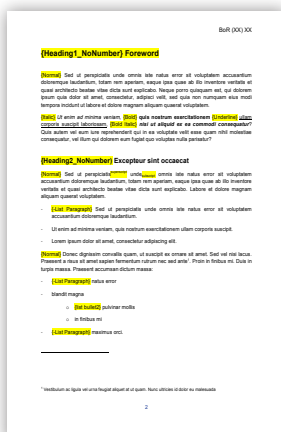 BoR (XX) XX
{Heading1_NoNumber} Foreword
{Normal} Sed ut perspiciatis unde omnis iste natus error sit voluptatem accusantium
doloremque laudantium, totam rem aperiam, eaque ipsa quae ab illo inventore veritatis et
quasi architecto beatae vitae dicta sunt explicabo. Neque porro quisquam est, qui dolorem
ipsum quia dolor sit amet, consectetur, adipisci velit, sed quia non numquam eius modi
tempora incidunt ut labore et dolore magnam aliquam quaerat voluptatem.
{Italic} Ut enim ad minima veniam, {Bold} quis nostrum exercitationem {Underline} ullam
corporis suscipit laboriosam, {Bold Italic} nisi ut aliquid ex ea commodi consequatur?
Quis autem vel eum iure reprehenderit qui in ea voluptate velit esse quam nihil molestiae
consequatur, vel illum qui dolorem eum fugiat quo voluptas nulla pariatur?
{Heading2_NoNumber} Excepteur sint occaecat
{Normal} Sed ut perspiciatis unde omnis iste natus error sit voluptatem accusantium
doloremque laudantium, totam rem aperiam, eaque ipsa quae ab illo inventore
veritatis et quasi architecto beatae vitae dicta sunt explicabo. Labore et dolore magnam
aliquam quaerat voluptatem.
- {-List Paragraph} Sed ut perspiciatis unde omnis iste natus error sit voluptatem
accusantium doloremque laudantium.
- Ut enim ad minima veniam, quis nostrum exercitationem ullam corporis suscipit.
- Lorem ipsum dolor sit amet, consectetur adipiscing elit.
{Normal} Donec dignissim convallis quam, ut suscipit ex ornare sit amet. Sed vel nisi lacus.
Praesent a risus sit amet sapien fermentum rutrum nec sed ante¹. Proin in finibus mi. Duis in
turpis massa. Praesent accumsan dictum massa:
- {-List Paragraph} natus error
- blandit magna
o {list bullet2} pulvinar mollis
o in finibus mi
- {-List Paragraph} maximus orci.
¹ Vestibulum ac ligula vel urna feugiat aliquet at ut quam. Nunc ultricies id dolor eu malesuada
2